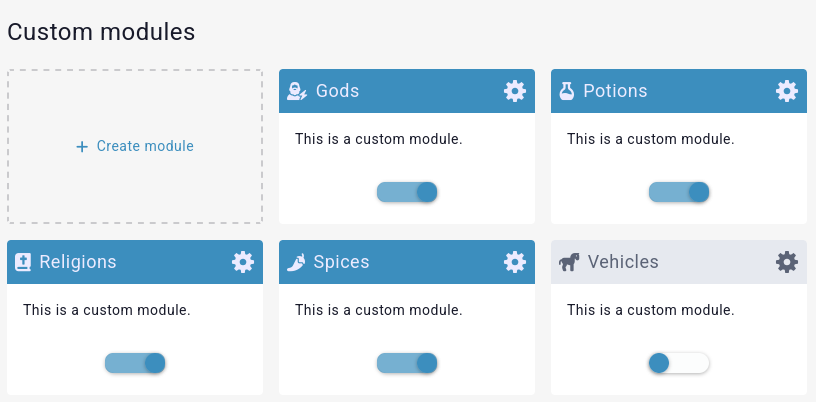 Custom modules
Create module
Gods
This is a custom module.
Potions
This is a custom module.
Religions
This is a custom module.
Spices
This is a custom module.
Vehicles
This is a custom module.